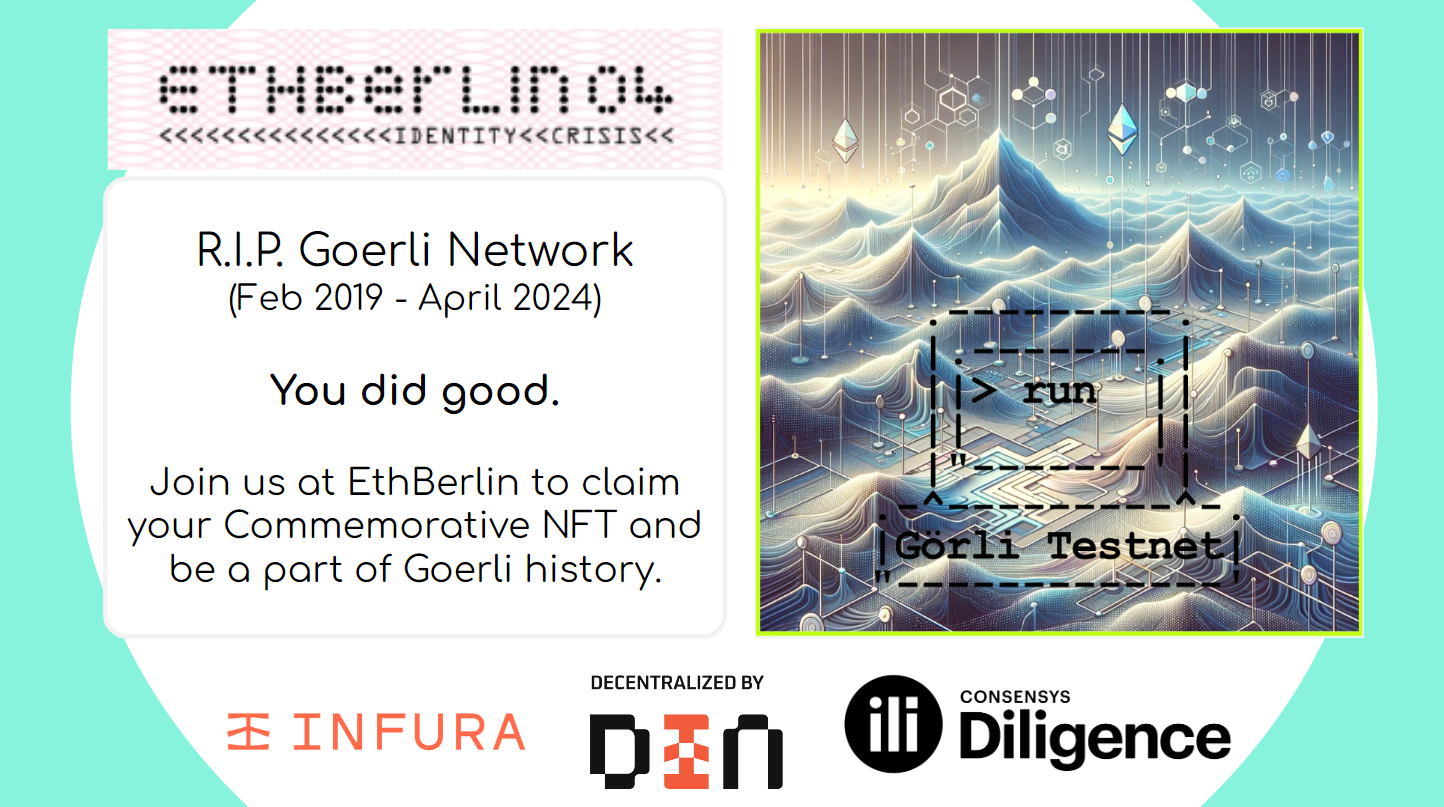 ETHBerlin04
<<<<<<<<<<<<<<<<<<IDENTITY<<CRISIS<<
R.I.P. Goerli Network
(Feb 2019 - April 2024)
You did good.
Join us at EthBerlin to claim
your Commemorative NFT and
be a part of Goerli history.
> run
Görli Testnet
INFURA
DECENTRALIZED BY
DIN
ili
CONSENSYS
Diligence